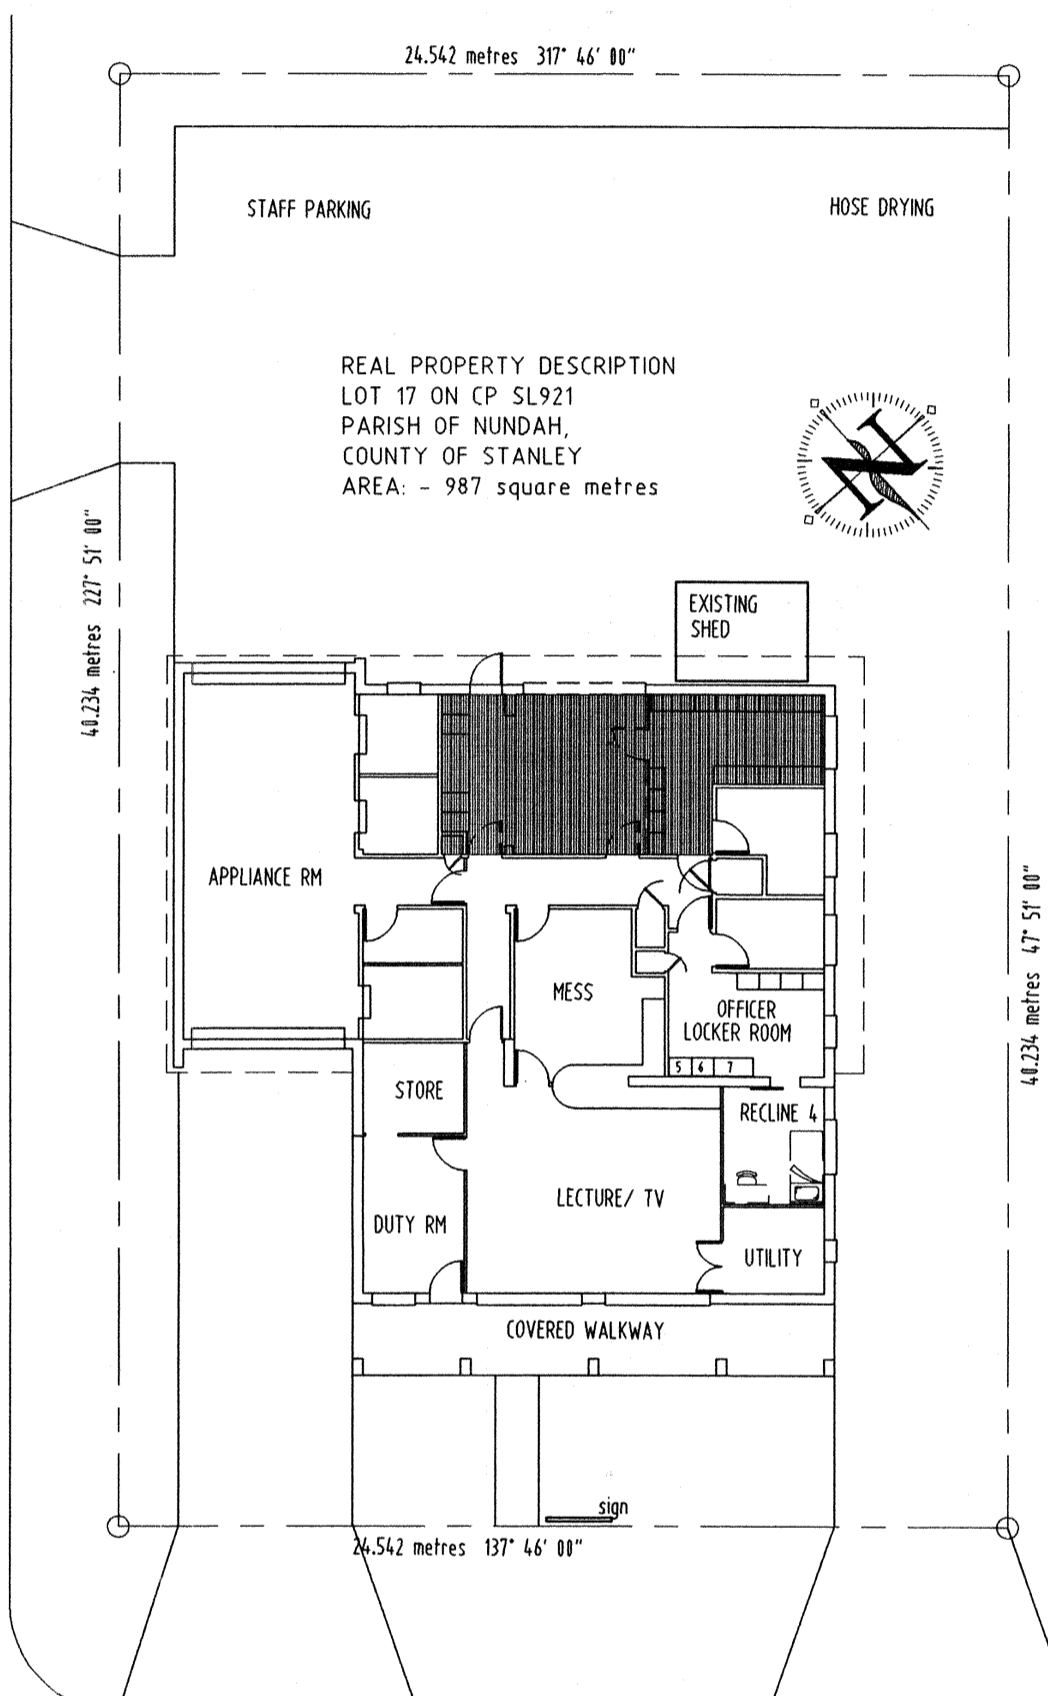 24.542 metres 317° 46' 00"
STAFF PARKING
HOSE DRYING
REAL PROPERTY DESCRIPTION
LOT 17 ON CP SL921
PARISH OF NUNDAH,
COUNTY OF STANLEY
AREA: - 987 square metres
N
40.234 metres 227° 51' 00"
EXISTING
SHED
APPLIANCE RM
40.234 metres 47° 51' 00"
MESS
OFFICER
LOCKER ROOM
5 6 7
STORE
RECLINE 4
LECTURE/ TV
DUTY RM
UTILITY
COVERED WALKWAY
sign
24.542 metres 137° 46' 00"